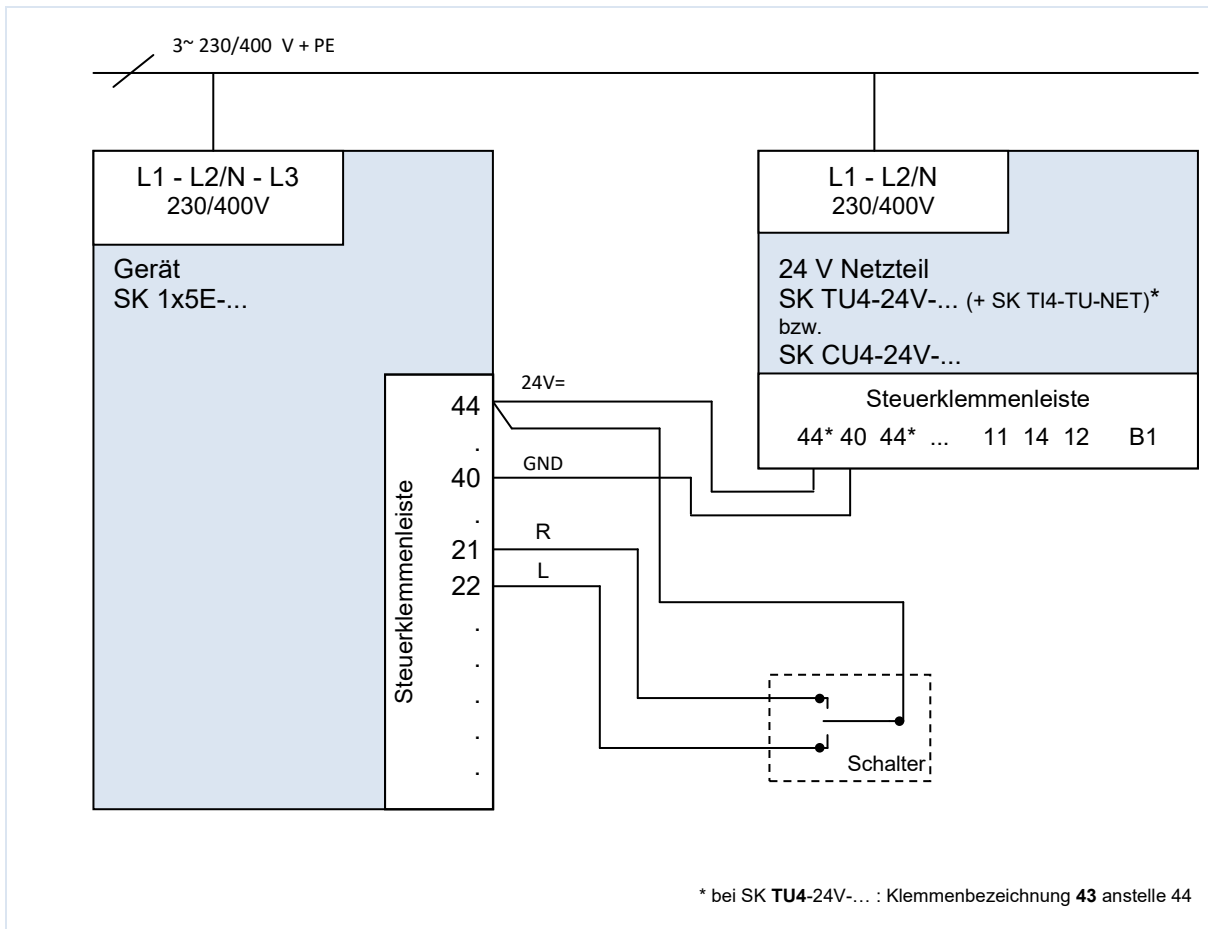 3~ 230/400 V + PE
L1 - L2/N - L3
230/400V
Gerät
SK 1x5E-...
Steuerklemmenleiste
44
.
40
.
21
22
.
.
.
.
.
24V=
GND
R
L
L1 - L2/N
230/400V
24 V Netzteil
SK TU4-24V-... (+ SK TI4-TU-NET)*
bzw.
SK CU4-24V-...
Steuerklemmenleiste
44* 40 44* ... 11 14 12 B1
Schalter
* bei SK TU4-24V-... : Klemmenbezeichnung 43 anstelle 44